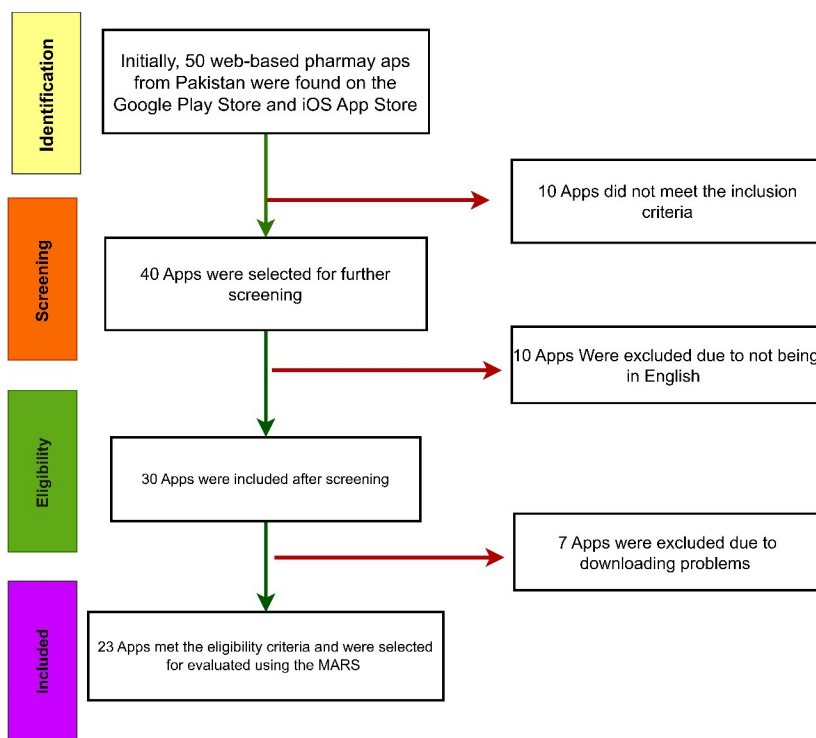 Identification
Initially, 50 web-based pharmay aps
from Pakistan were found on the
Google Play Store and iOS App Store
10 Apps did not meet the inclusion
criteria
Screening
40 Apps were selected for further
screening
10 Apps Were excluded due to not being
in English
Eligibility
30 Apps were included after screening
7 Apps were excluded due to
downloading problems
Included
23 Apps met the eligibility criteria and were selected
for evaluated using the MARS